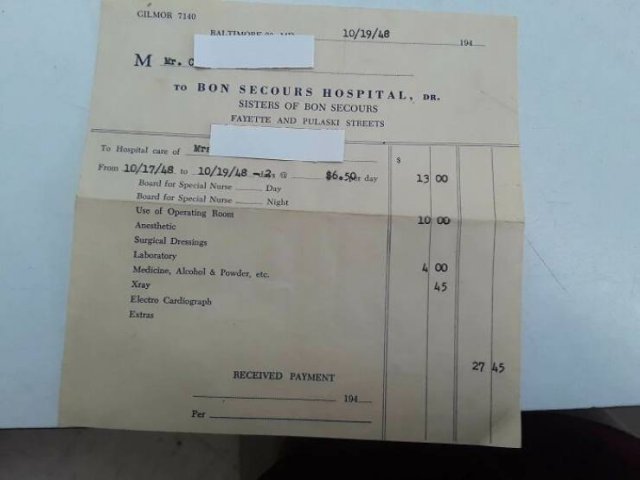 GILMOR 7140
BALTIMORE MD. 10/19/48 194
M Mr.
TO BON SECOURS HOSPITAL, DR.
SISTERS OF BON SECOURS
FAYETTE AND PULASKI STREETS
To Hospital care of Mrs $
From 10/17/48 to 10/19/48 -2 @ $6.50 per day 13 00
Board for Special Nurse Day
Board for Special Nurse Night
Use of Operating Room 10 00
Anesthetic
Surgical Dressings
Laboratory 4 00
Medicine, Alcohol & Powder, etc. 45
Xray
Electro Cardiograph
Extras
27 45
RECEIVED PAYMENT
194
Per